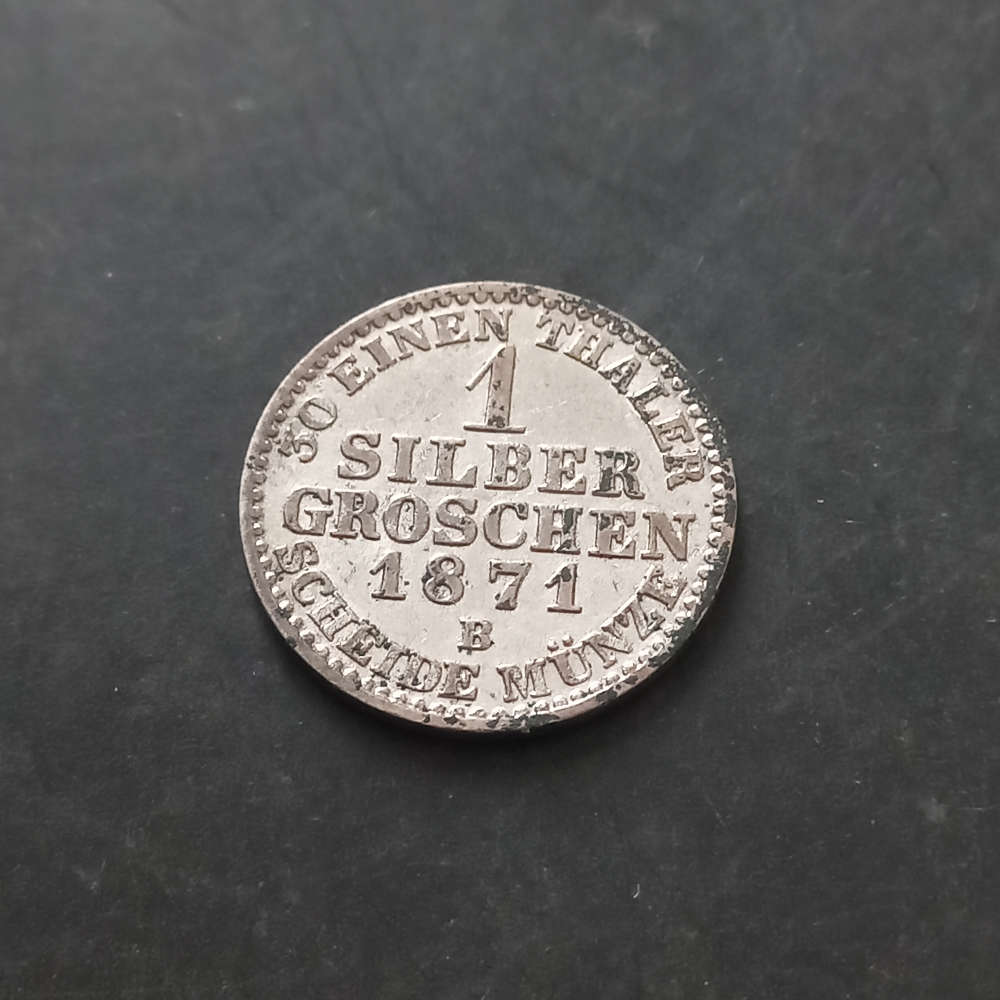 30 EINEN THALER
1
SILBER
GROSCHEN
1871
B
SCHEIDE MÜNZE